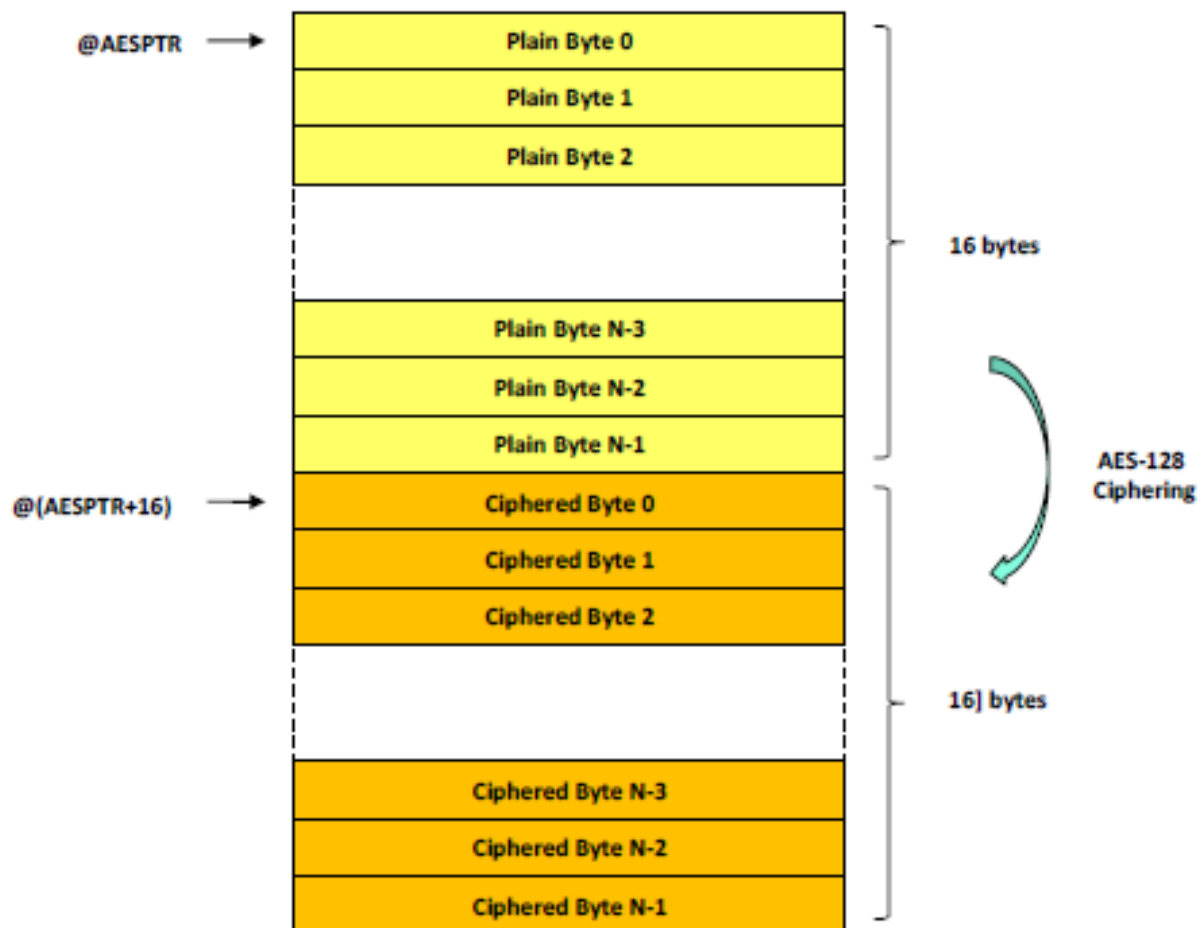 @AESPTR
Plain Byte 0
Plain Byte 1
Plain Byte 2
16 bytes
Plain Byte N-3
Plain Byte N-2
Plain Byte N-1
AES-128
Ciphering
@(AESPTR+16)
Ciphered Byte 0
Ciphered Byte 1
Ciphered Byte 2
16] bytes
Ciphered Byte N-3
Ciphered Byte N-2
Ciphered Byte N-1